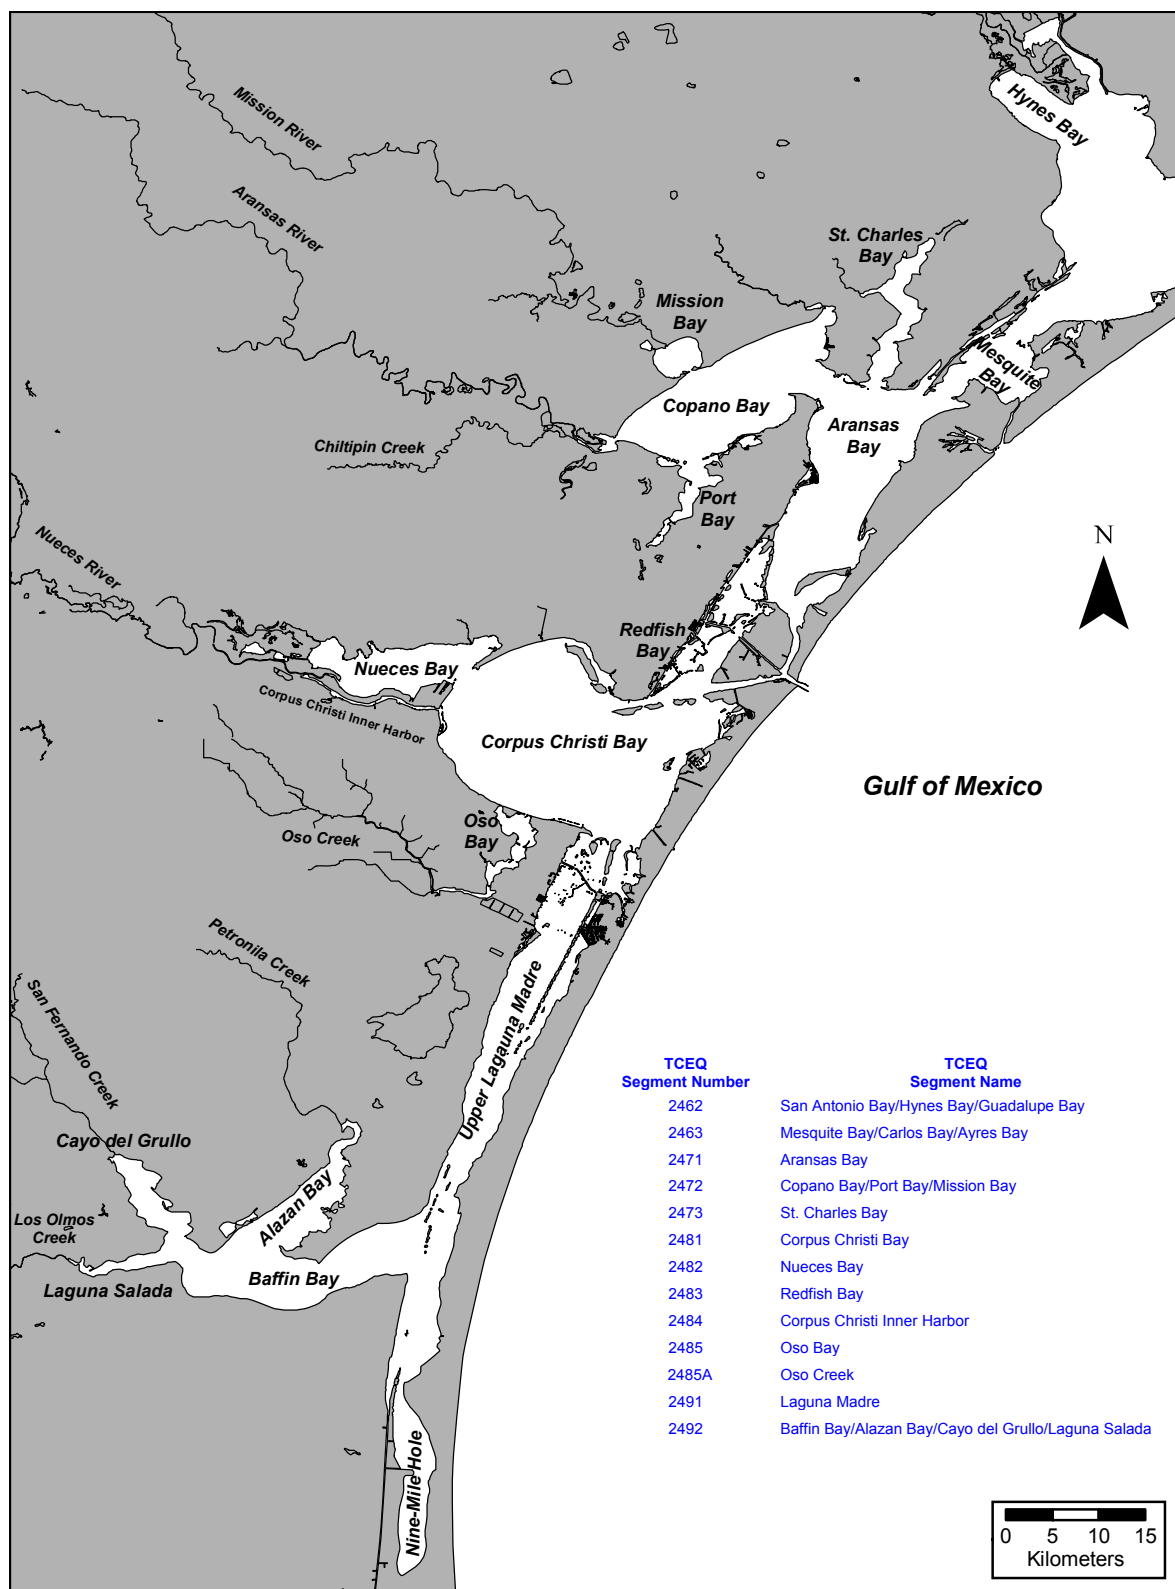 Hynes Bay
Mission River
Aransas River
St. Charles
Bay
Mission
Bay
Mesquite
Bay
Copano Bay
Aransas
Bay
Chiltipin Creek
Port
Bay
N
Nueces River
Redfish
Bay
Nueces Bay
Corpus Christi Inner Harbor
Corpus Christi Bay
Gulf of Mexico
Oso
Bay
Oso Creek
Petronila Creek
San Fernando Creek
Upper Lagauna Madre
Cayo del Grullo
Alazan Bay
Los Olmos
Creek
Baffin Bay
Laguna Salada
Nine-Mile Hole
TCEQ TCEQ
Segment Number Segment Name
2462 San Antonio Bay/Hynes Bay/Guadalupe Bay
2463 Mesquite Bay/Carlos Bay/Ayres Bay
2471 Aransas Bay
2472 Copano Bay/Port Bay/Mission Bay
2473 St. Charles Bay
2481 Corpus Christi Bay
2482 Nueces Bay
2483 Redfish Bay
2484 Corpus Christi Inner Harbor
2485 Oso Bay
2485A Oso Creek
2491 Laguna Madre
2492 Baffin Bay/Alazan Bay/Cayo del Grullo/Laguna Salada
0 5 10 15
Kilometers